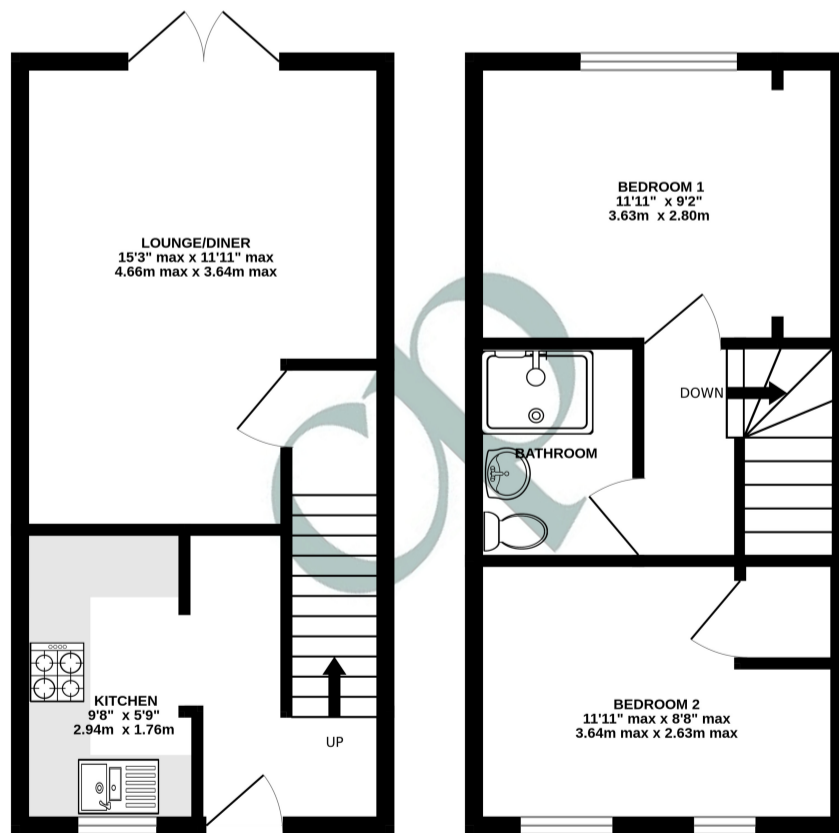 LOUNGE/DINER
15'3" max x 11'11" max
4.66m max x 3.64m max
KITCHEN
9'8" x 5'9"
2.94m x 1.76m
UP
BEDROOM 1
11'11" x 9'2"
3.63m x 2.80m
DOWN
BATHROOM
BEDROOM 2
11'11" max x 8'8" max
3.64m max x 2.63m max